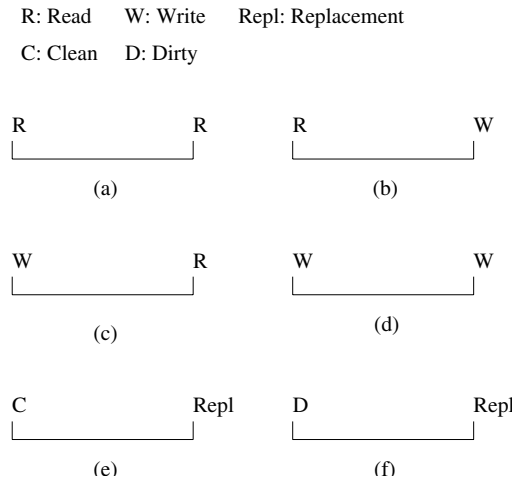 R: Read W: Write Repl: Replacement
C: Clean D: Dirty
R R R W
(a) (b)
W R W W
(c) (d)
C Repl D Repl
(e) (f)